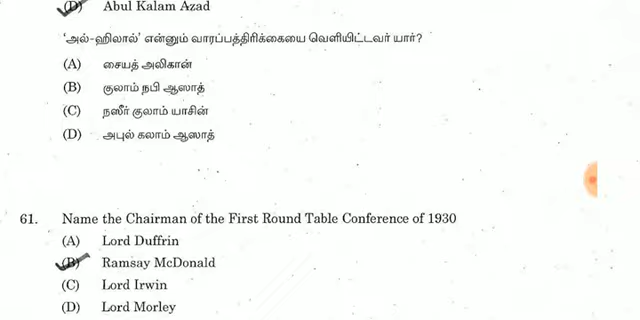 (D) Abul Kalam Azad
'அல்-ஹிலால்' என்னும் வாரப்பத்திரிக்கையை வெளியிட்டவர் யார்?
(A) சையத் அலிகான்
(B) குலாம் நபி ஆஸாத்
(C) நஸீர் குலாம் யாசின்
(D) அபுல் கலாம் ஆஸாத்
61. Name the Chairman of the First Round Table Conference of 1930
(A) Lord Duffrin
(B) Ramsay McDonald
(C) Lord Irwin
(D) Lord Morley